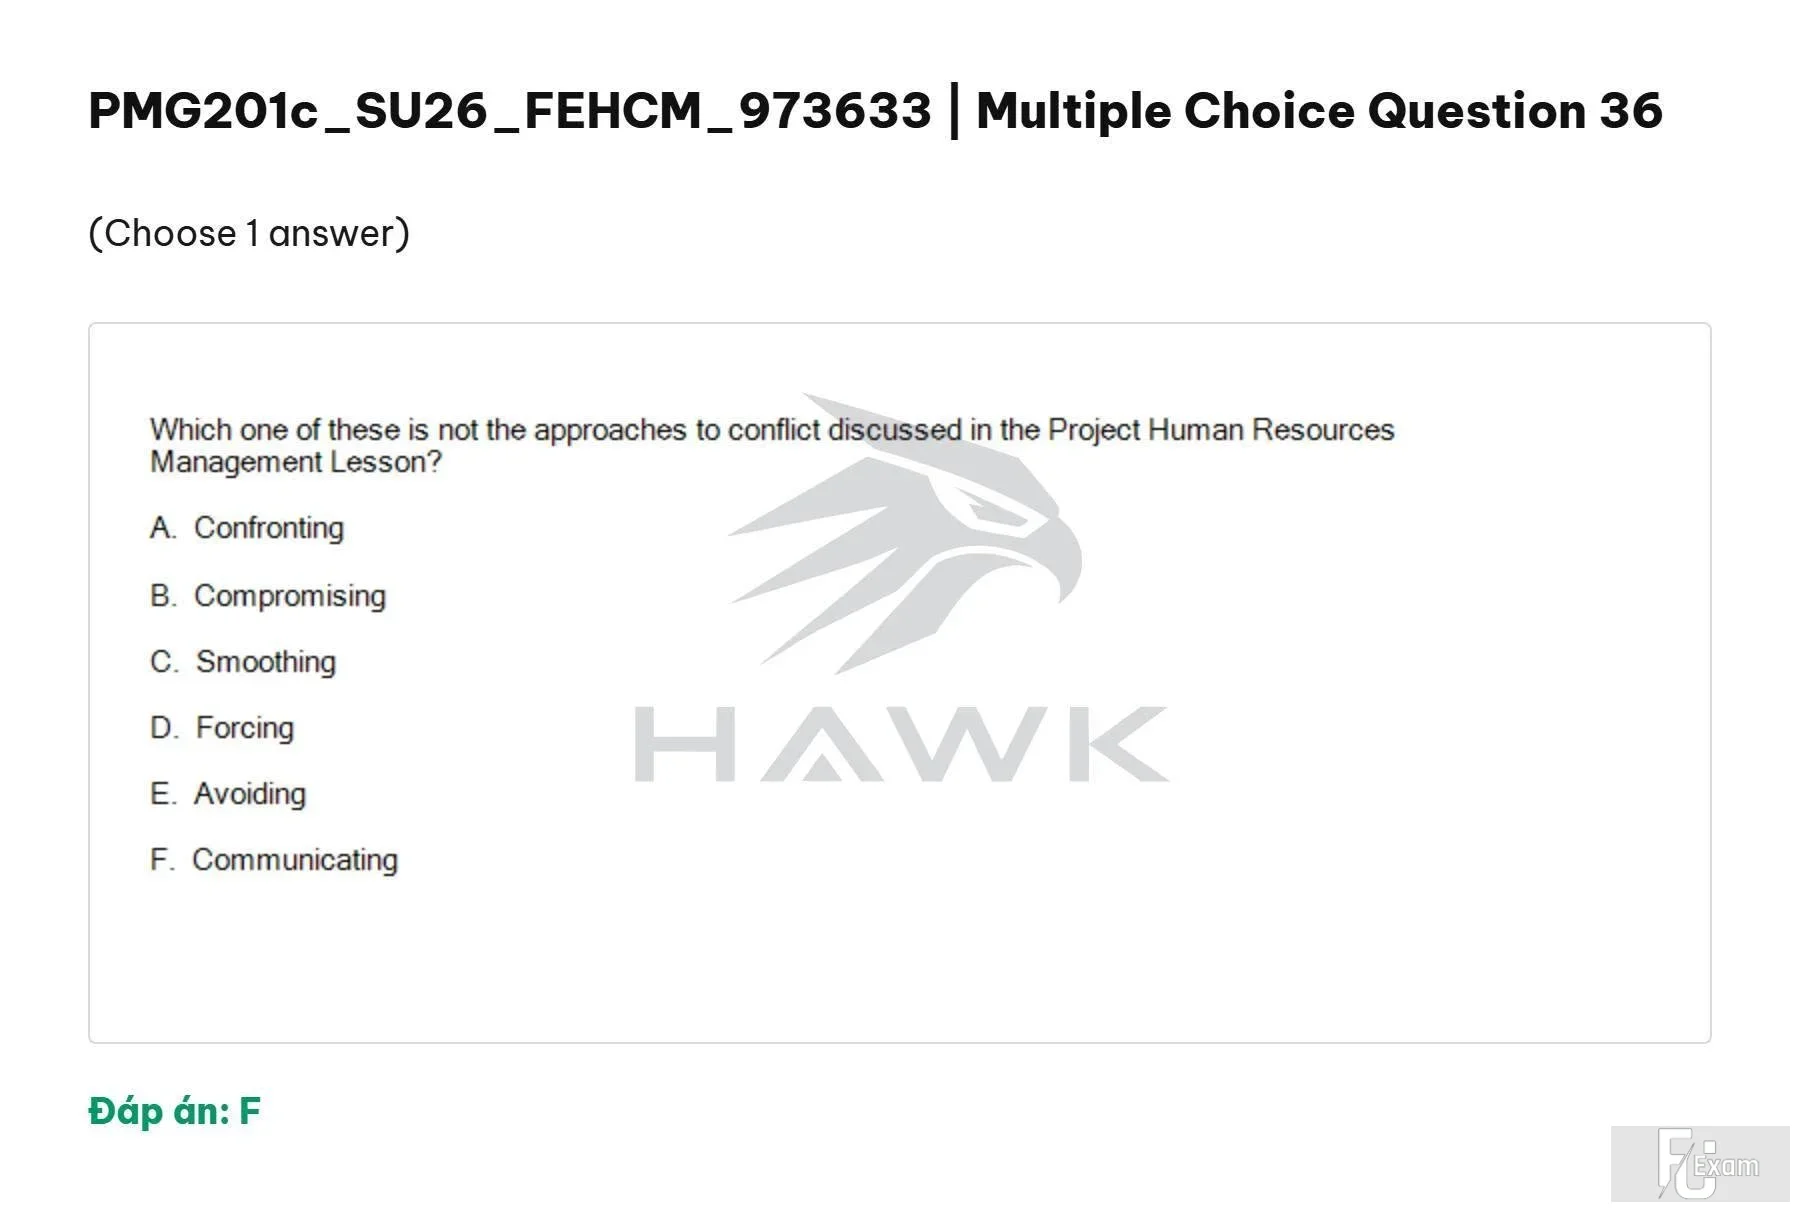 PMG201c_SU26_FEHCM_973633 | Multiple Choice Question 36
(Choose 1 answer)
Which one of these is not the approaches to conflict discussed in the Project Human Resources
Management Lesson?
A. Confronting
B. Compromising
C. Smoothing
D. Forcing
E. Avoiding
F. Communicating
HAWK
Đáp án: F
FU Exam